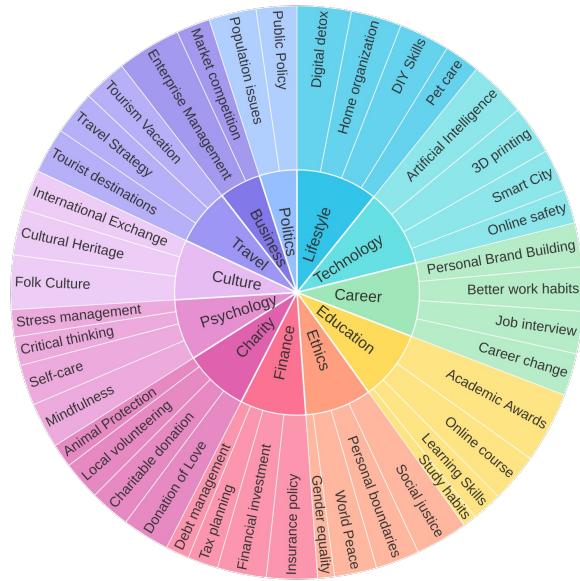 Lifestyle
Technology
Career
Education
Ethics
Finance
Charity
Psychology
Culture
Travel
Business
Politics
Digital detox
Home organization
DIY Skills
Pet care
Artificial Intelligence
3D printing
Smart City
Online safety
Personal Brand Building
Better work habits
Job interview
Career change
Academic Awards
Online course
Learning Skills
Study habits
Social justice
Personal boundaries
World Peace
Gender equality
Insurance policy
Financial investment
Tax planning
Debt management
Donation of Love
Charitable donation
Local volunteering
Animal Protection
Mindfulness
Self-care
Critical thinking
Stress management
Folk Culture
Cultural Heritage
International Exchange
Tourist destinations
Travel Strategy
Tourism Vacation
Enterprise Management
Market competition
Population issues
Public Policy